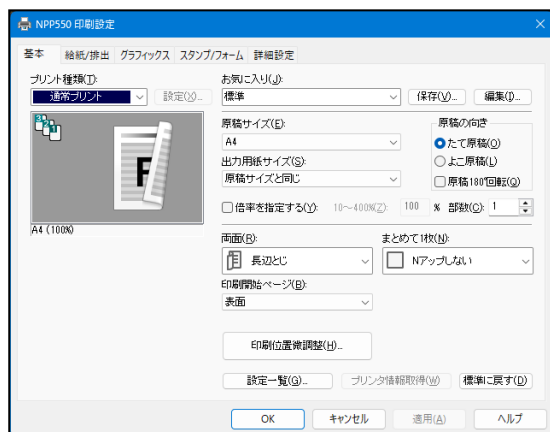 NPP550 印刷設定
基本 給紙/排出 グラフィックス スタンプ/フォーム 詳細設定
プリント種類(T):
通常プリント 設定(X)...
A4 (100%)
お気に入り(J):
標準 保存(V)... 編集(I)...
原稿サイズ(E):
A4
出力用紙サイズ(S):
原稿サイズと同じ
原稿の向き
たて原稿(O)
よこ原稿(L)
原稿180°回転(Q)
倍率を指定する(Y): 10～400%(Z): 100 % 部数(C): 1
両面(R):
長辺とじ
まとめて1枚(N):
Nアップしない
印刷開始ページ(B):
表面
印刷位置微調整(H)...
設定一覧(G)... プリンタ情報取得(W) 標準に戻す(D)
OK キャンセル 適用(A) ヘルプ